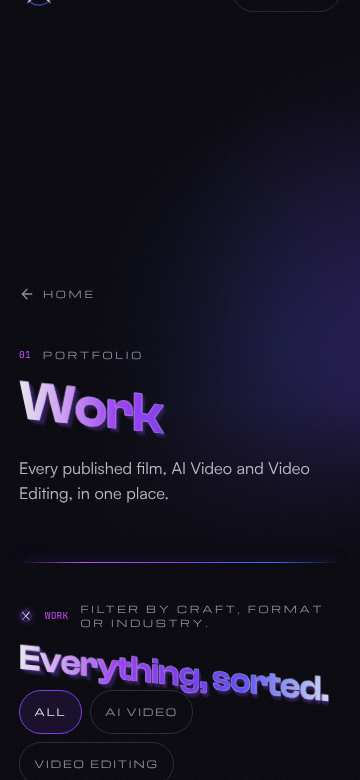 HOME
01 PORTFOLIO
Work
Every published film, AI Video and Video
Editing, in one place.
WORK FILTER BY CRAFT, FORMAT
OR INDUSTRY.
Everything, sorted.
ALL AI VIDEO
VIDEO EDITING